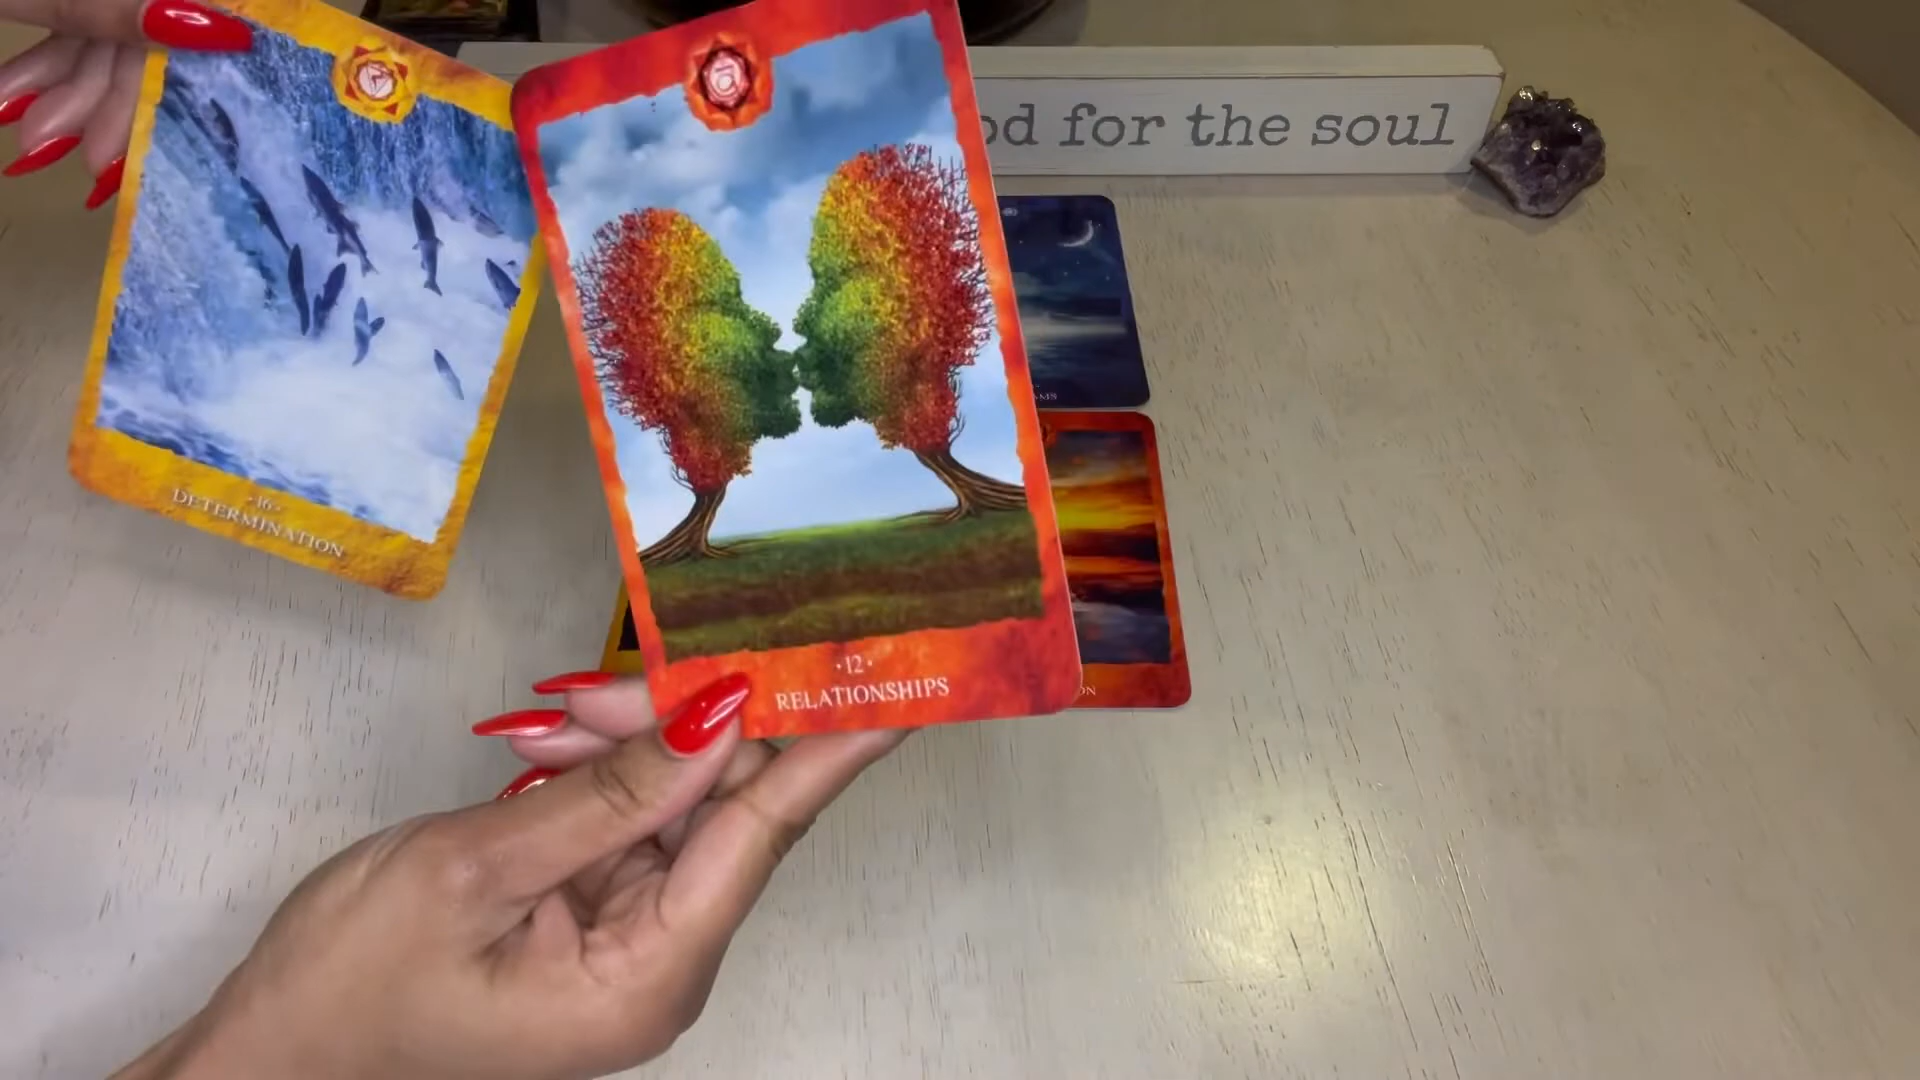 od for the soul
·16·
DETERMINATION
·12·
RELATIONSHIPS